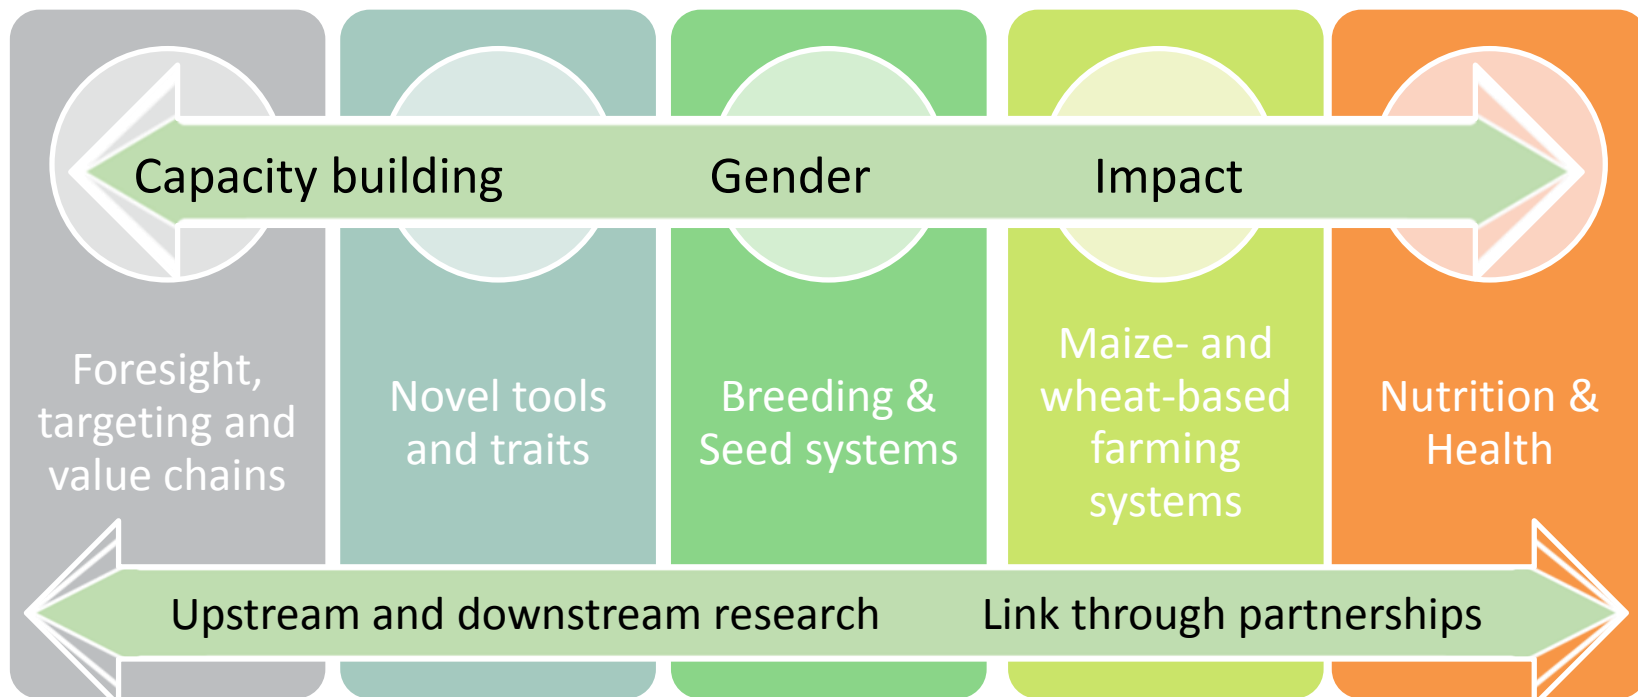 Capacity building Gender Impact
Foresight,
targeting and
value chains
Novel tools
and traits
Breeding &
Seed systems
Maize- and
wheat-based
farming
systems
Nutrition &
Health
Upstream and downstream research Link through partnerships